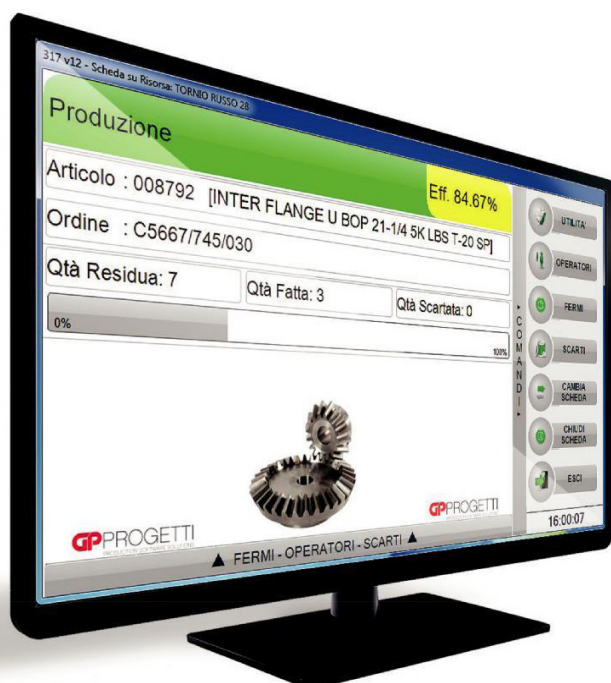 317 v12 - Scheda su Risorsa: TORNIO RUSSO 28
Produzione
Eff. 84.67%
Articolo : 008792 [INTER FLANGE U BOP 21-1/4 5K LBS T-20 SP]
Ordine : C5667/745/030
Qtà Residua: 7
Qtà Fatta: 3
Qtà Scartata: 0
0%
100%
GPPROGETTI
PRODUCTION SOFTWARE SOLUTIONS
GPPROGETTI
▲ FERMI - OPERATORI - SCARTI ▲
COMANDI
UTILITA'
OPERATORI
FERMI
SCARTI
CAMBIA
SCHEDA
CHIUDI
SCHEDA
ESCI
16:00:07